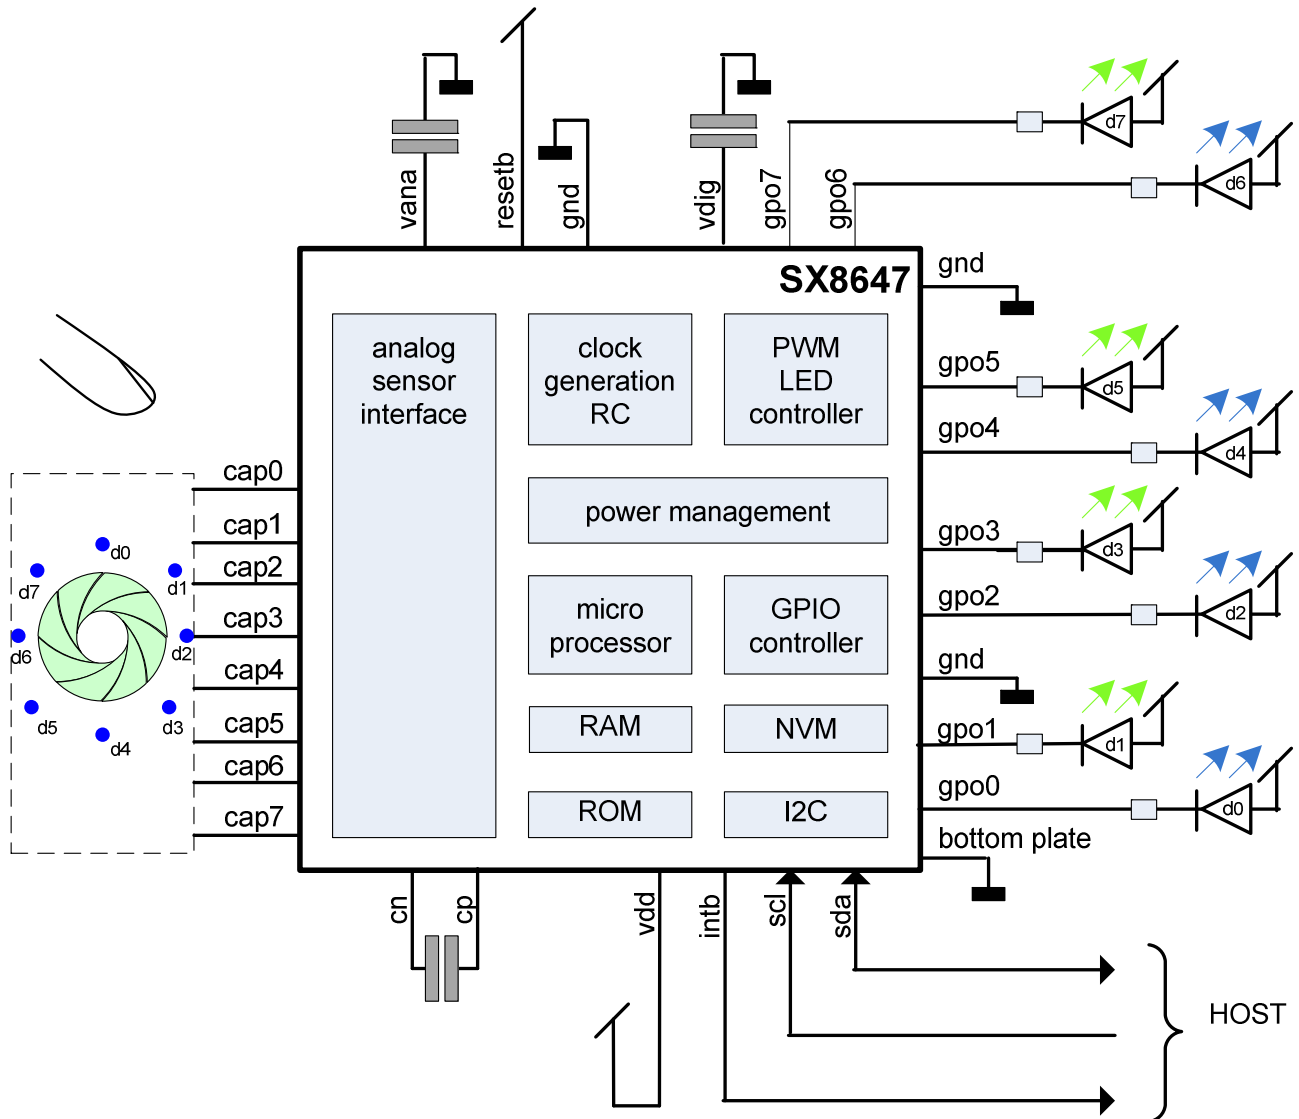 vana
resetb
gnd
vdig
gpo7
gpo6
d7
d6
SX8647
gnd
analog
sensor
interface
clock
generation
RC
PWM
LED
controller
gpo5
d5
gpo4
d4
power management
gpo3
d3
micro
processor
GPIO
controller
gpo2
d2
gnd
RAM
NVM
gpo1
d1
ROM
I2C
gpo0
d0
bottom plate
cap0
cap1
cap2
cap3
cap4
cap5
cap6
cap7
d0
d7
d1
d6
d2
d5
d3
d4
cn
cp
vdd
intb
scl
sda
HOST